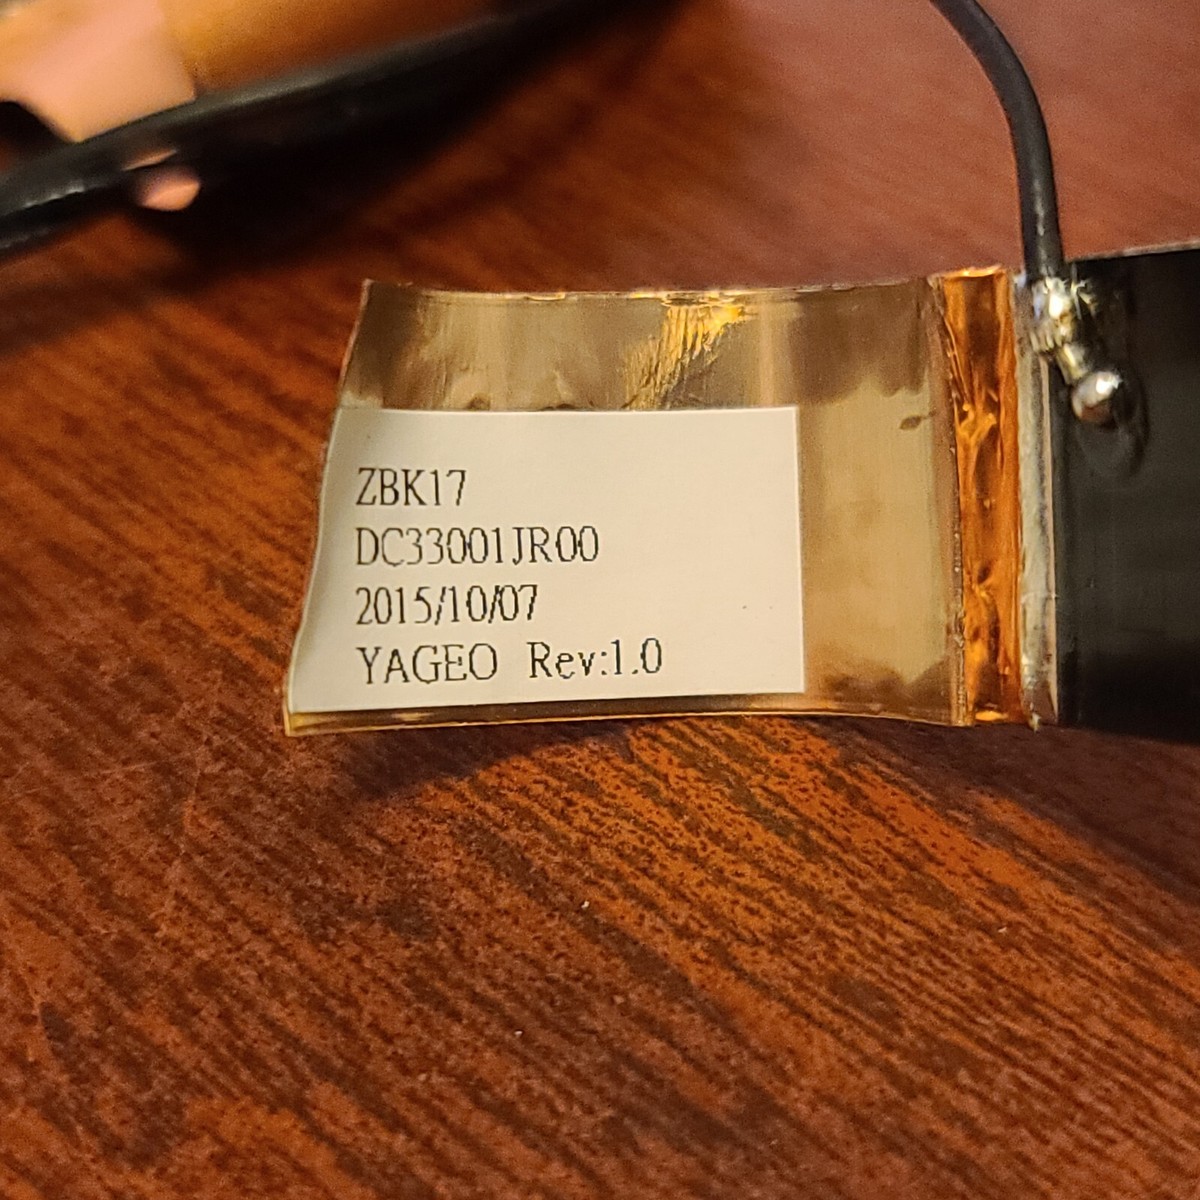 ZBK17
DC33001JR00
2015/10/07
YAGEO Rev:1.0